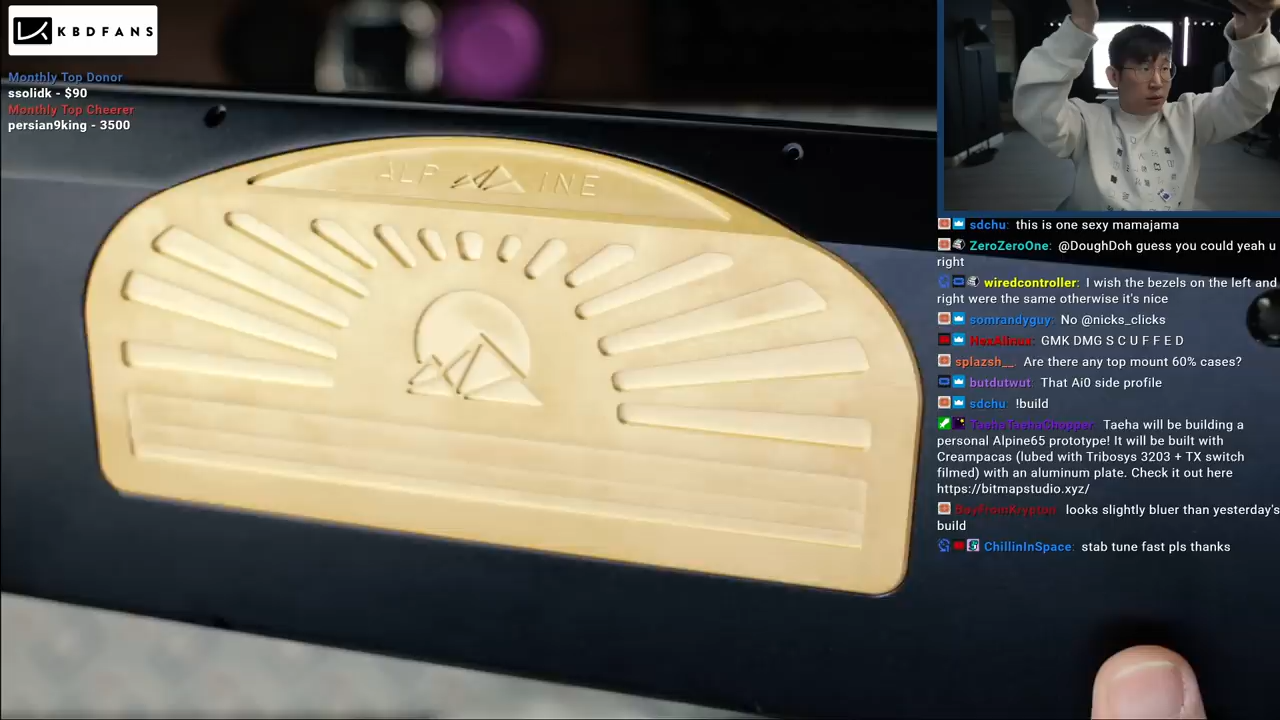 KBDFANS
Monthly Top Donor
ssolidk - $90
Monthly Top Cheerer
persian9king - 3500
ALP INE
sdchu: this is one sexy mamajama
ZeroZeroOne: @DoughDoh guess you could yeah u
right
wiredcontroller: I wish the bezels on the left and
right were the same otherwise it's nice
somrandyguy: No @nicks_clicks
HexAlinux: GMK DMG S C U F F E D
splazsh__: Are there any top mount 60% cases?
butdutwut: That Ai0 side profile
sdchu: !build
TaehaTaehaChopper: Taeha will be building a
personal Alpine65 prototype! It will be built with
Creampacas (lubed with Tribosys 3203 + TX switch
filmed) with an aluminum plate. Check it out here
https://bitmapstudio.xyz/
BoyFromKrypton: looks slightly bluer than yesterday's
build
ChillinInSpace: stab tune fast pls thanks